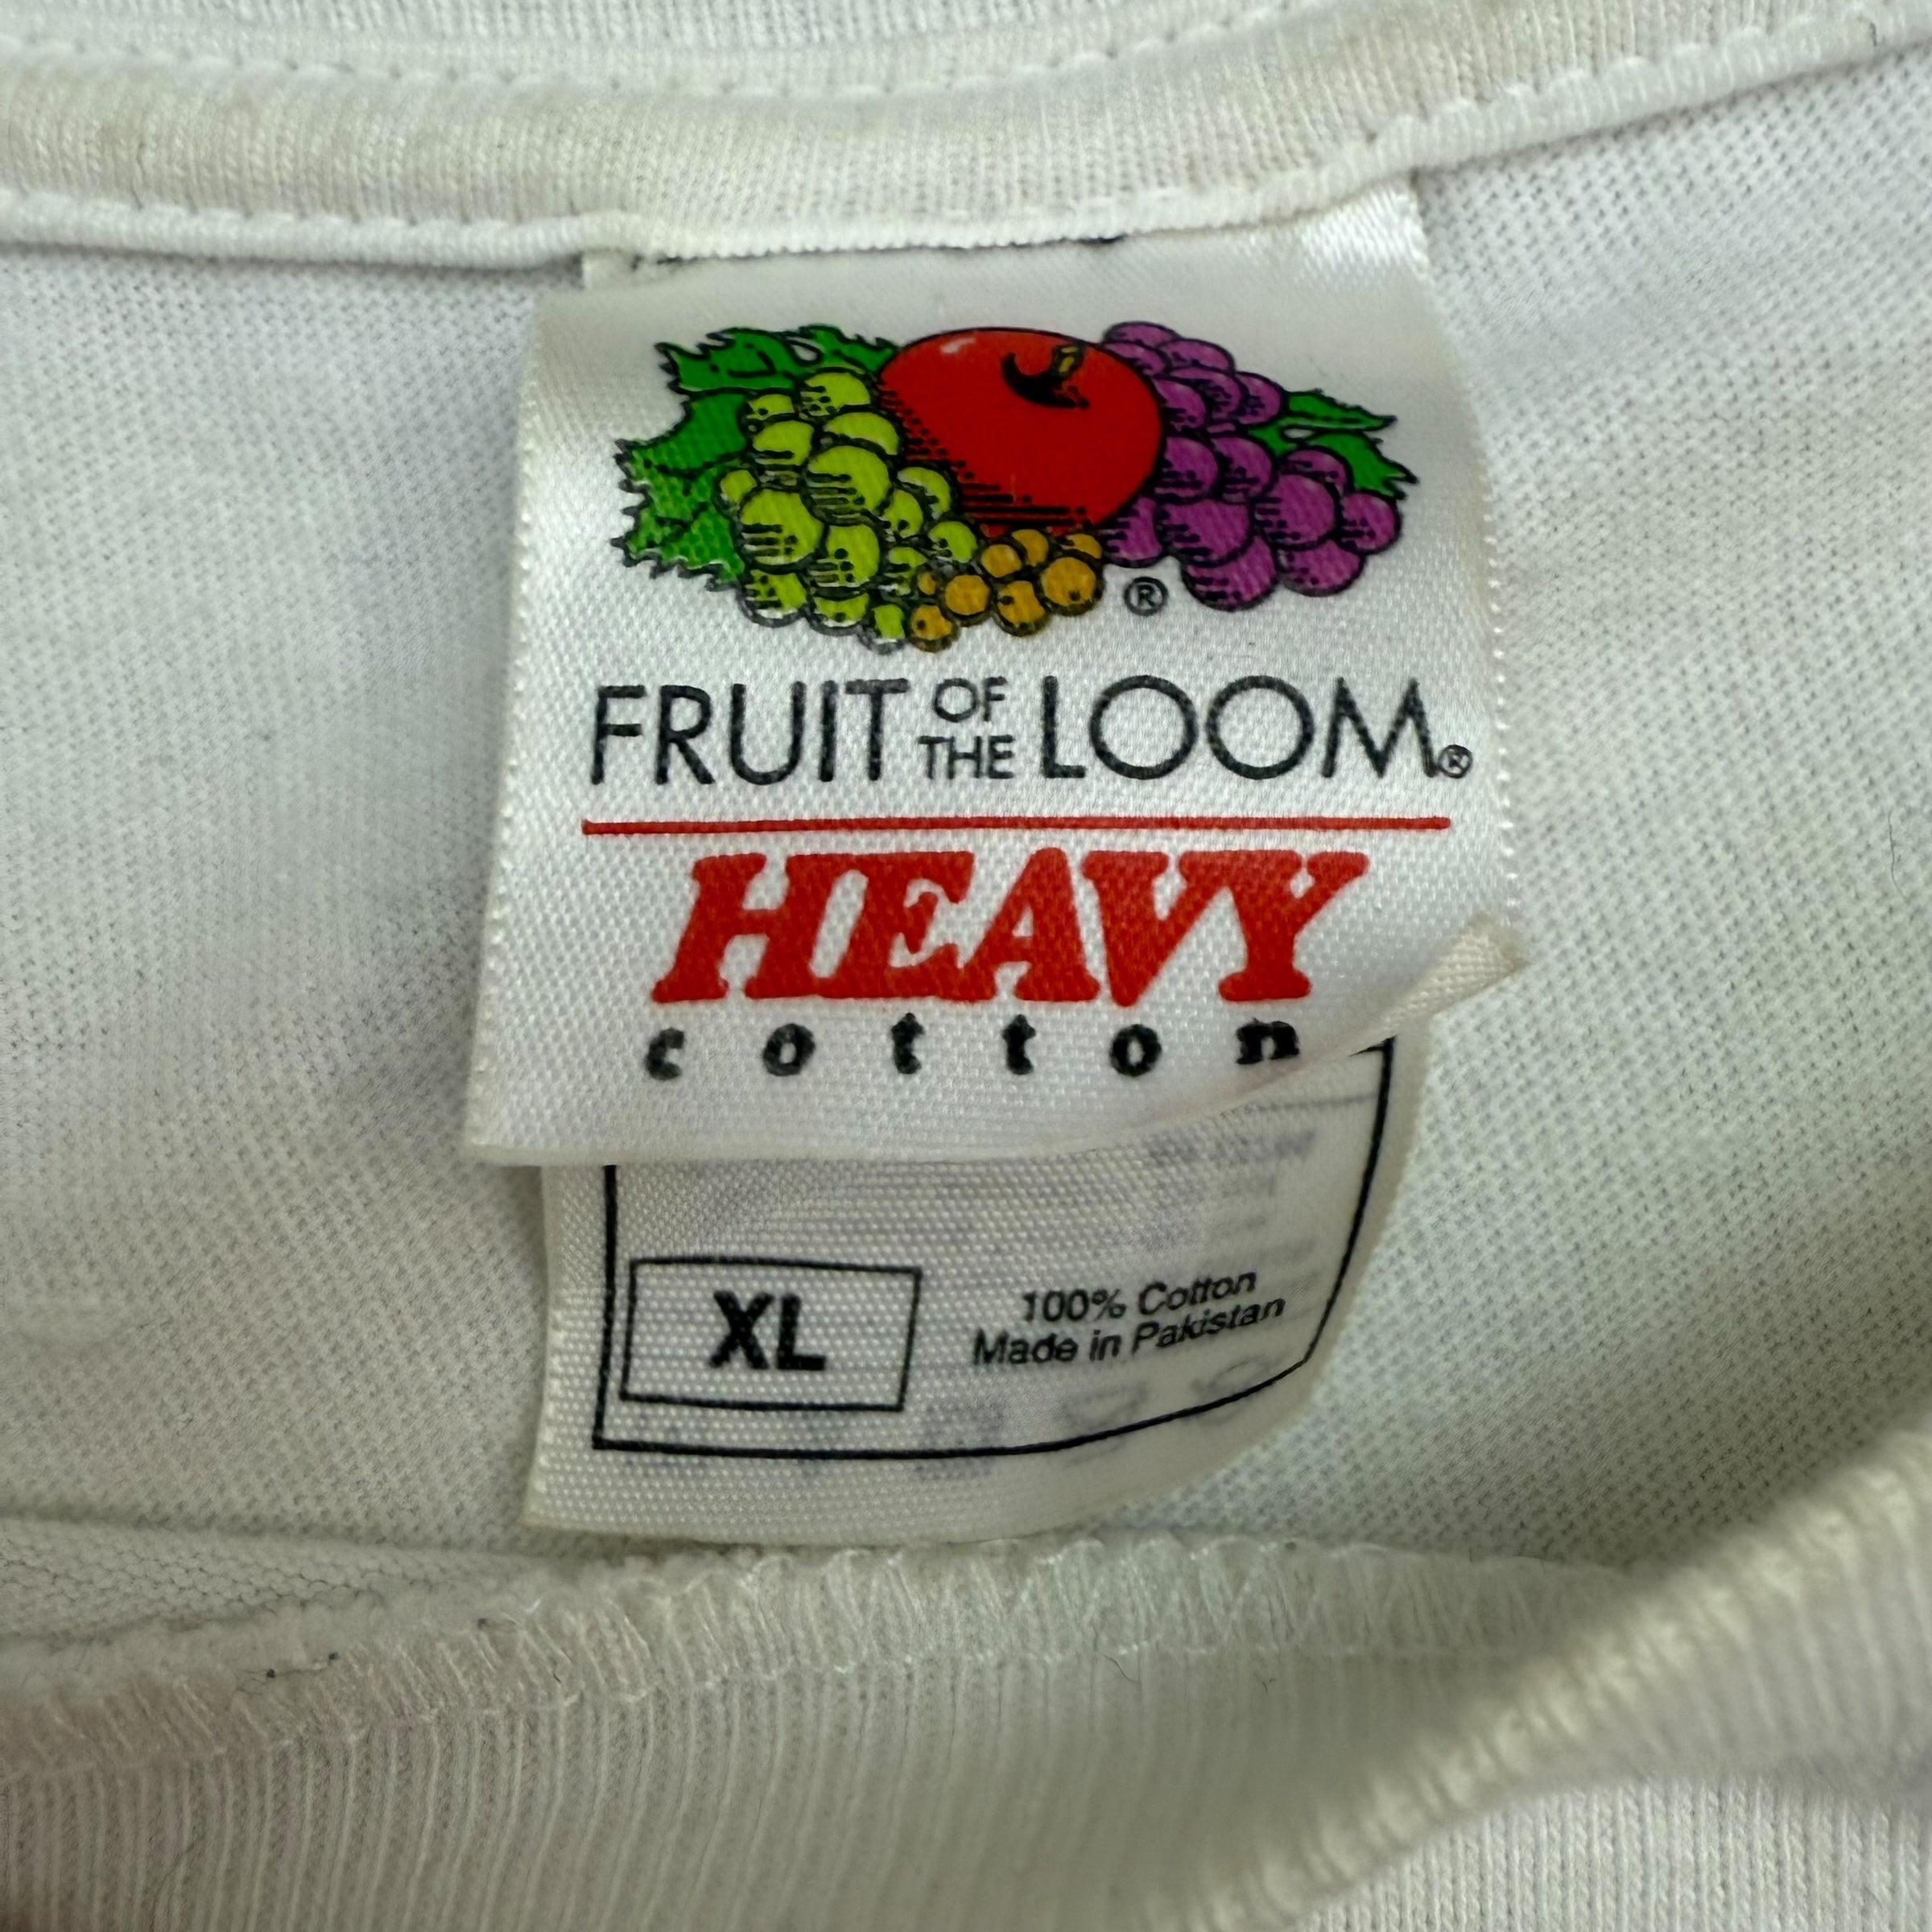 ®
FRUIT OF THE LOOM®
HEAVY
cotton
XL
100% Cotton
Made in Pakistan